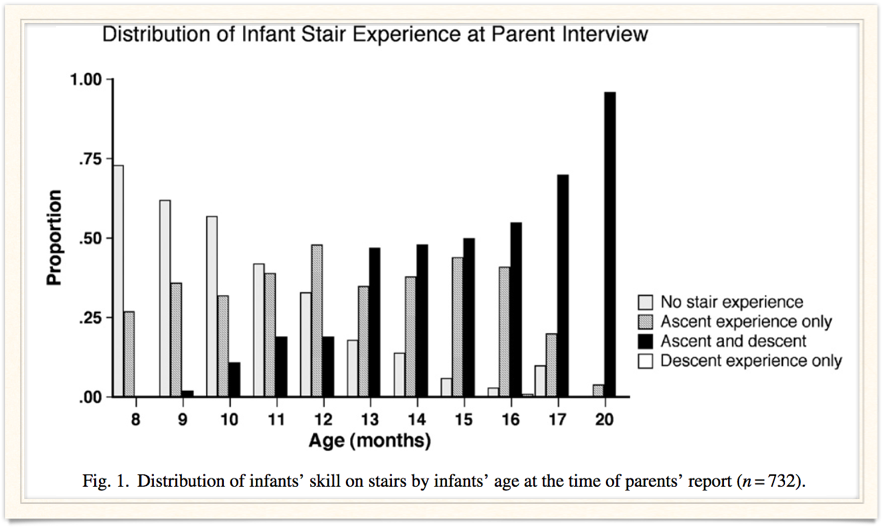 Distribution of Infant Stair Experience at Parent Interview
1.00
.75
.50
.25
.00
Proportion
8 9 10 11 12 13 14 15 16 17 20
Age (months)
No stair experience
Ascent experience only
Ascent and descent
Descent experience only
Fig. 1. Distribution of infants' skill on stairs by infants' age at the time of parents' report (n = 732).